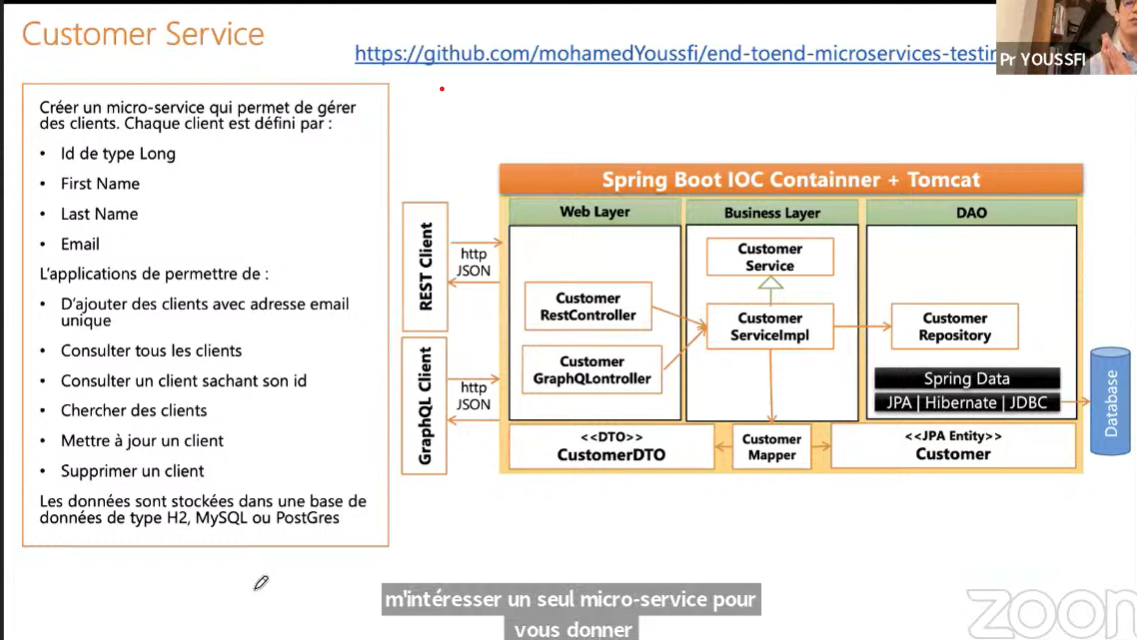 Customer Service
https://github.com/mohamedYoussfi/end-toend-microservices-testin
Pr YOUSSFI
Créer un micro-service qui permet de gérer
des clients. Chaque client est défini par :
• Id de type Long
• First Name
• Last Name
• Email
L'applications de permettre de :
• D'ajouter des clients avec adresse email
unique
• Consulter tous les clients
• Consulter un client sachant son id
• Chercher des clients
• Mettre à jour un client
• Supprimer un client
Les données sont stockées dans une base de
données de type H2, MySQL ou PostGres
REST Client
http
JSON
GraphQL Client
http
JSON
Spring Boot IOC Containner + Tomcat
Web Layer
Customer
RestController
Customer
GraphQLontroller
Business Layer
Customer
Service
Customer
ServiceImpl
DAO
Customer
Repository
Spring Data
JPA | Hibernate | JDBC
<<DTO>>
CustomerDTO
Customer
Mapper
<<JPA Entity>>
Customer
Database
m'intéresser un seul micro-service pour
vous donner
zoom